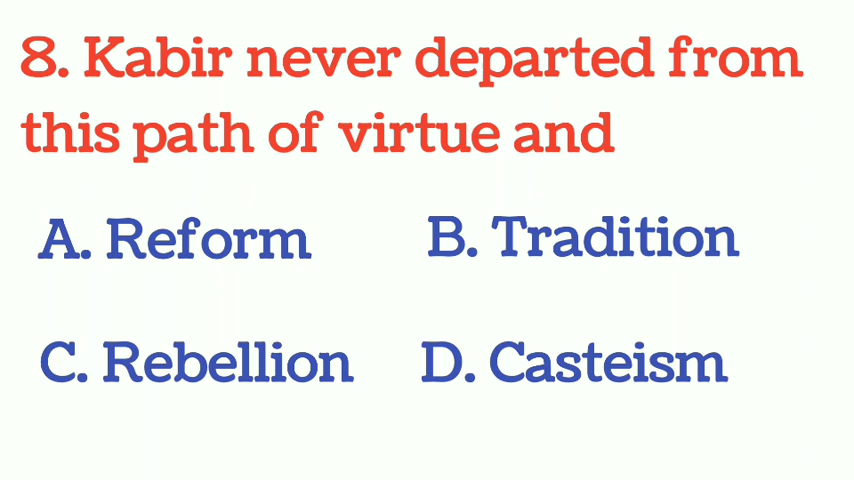 8. Kabir never departed from
this path of virtue and
A. Reform B. Tradition
C. Rebellion D. Casteism